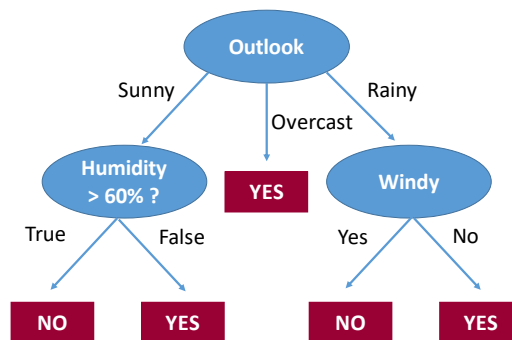 Outlook
Sunny
Rainy
Overcast
Humidity
> 60% ?
YES
Windy
True
False
Yes
No
NO
YES
NO
YES